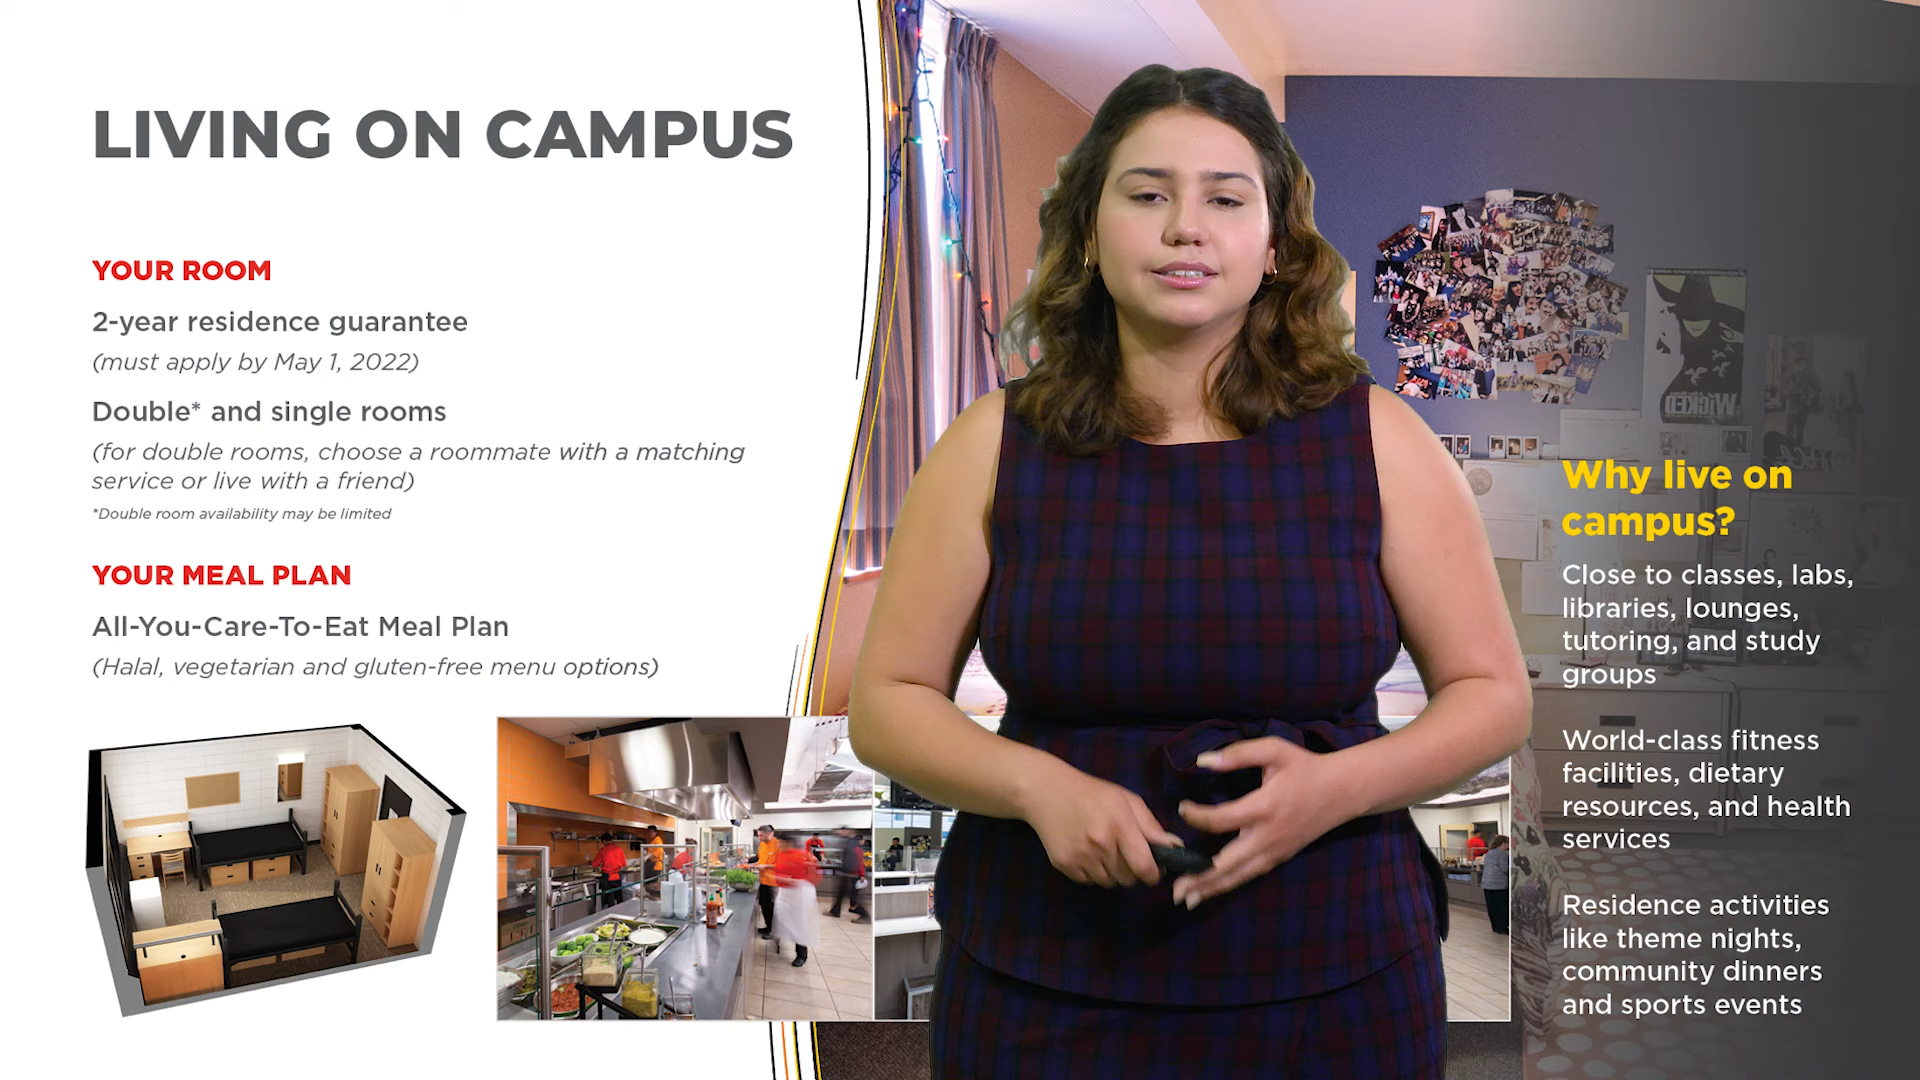 LIVING ON CAMPUS
YOUR ROOM
2-year residence guarantee
(must apply by May 1, 2022)
Double* and single rooms
(for double rooms, choose a roommate with a matching
service or live with a friend)
*Double room availability may be limited
YOUR MEAL PLAN
All-You-Care-To-Eat Meal Plan
(Halal, vegetarian and gluten-free menu options)
WICKED
Why live on
campus?
Close to classes, labs,
libraries, lounges,
tutoring, and study
groups
World-class fitness
facilities, dietary
resources, and health
services
Residence activities
like theme nights,
community dinners
and sports events